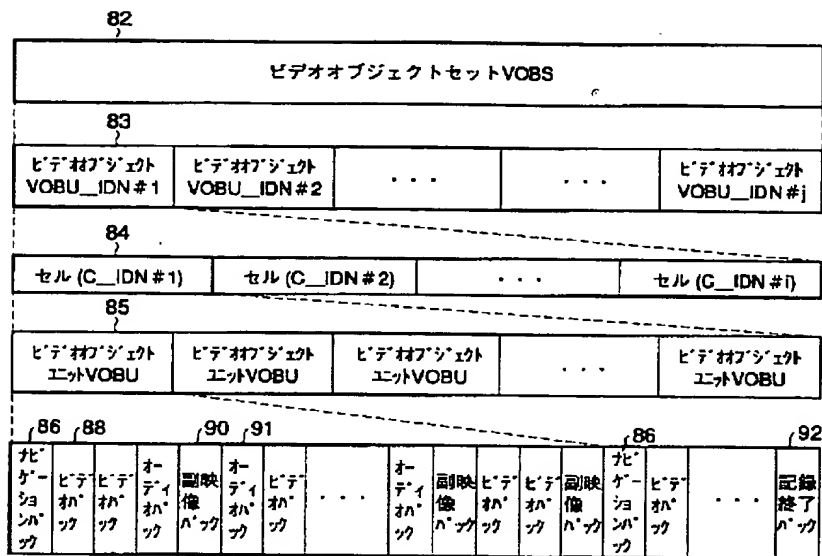 82
ビデオオブジェクトセットVOBS
83
ビデオオブジェクト ビデオオブジェクト ビデオオブジェクト
VOBU__IDN#1 VOBU__IDN#2 ・・・ ・・・ VOBU__IDN#j
84
セル (C__IDN #1) セル (C__IDN #2) ・・・ セル (C__IDN #i)
85
ビデオオブジェクト ビデオオブジェクト ビデオオブジェクト ビデオオブジェクト
ユニットVOBU ユニットVOBU ユニットVOBU ・・・ ユニットVOBU
86 88 90 91 86 92
ナビゲーションパック
ビデオパック
ビデオパック
オーディオパック
副映像パック
オーディオパック
ビデオパック
・・・
オーディオパック
副映像パック
ビデオパック
ビデオパック
副映像パック
ナビゲーションパック
ビデオパック
・・・
記録終了パック